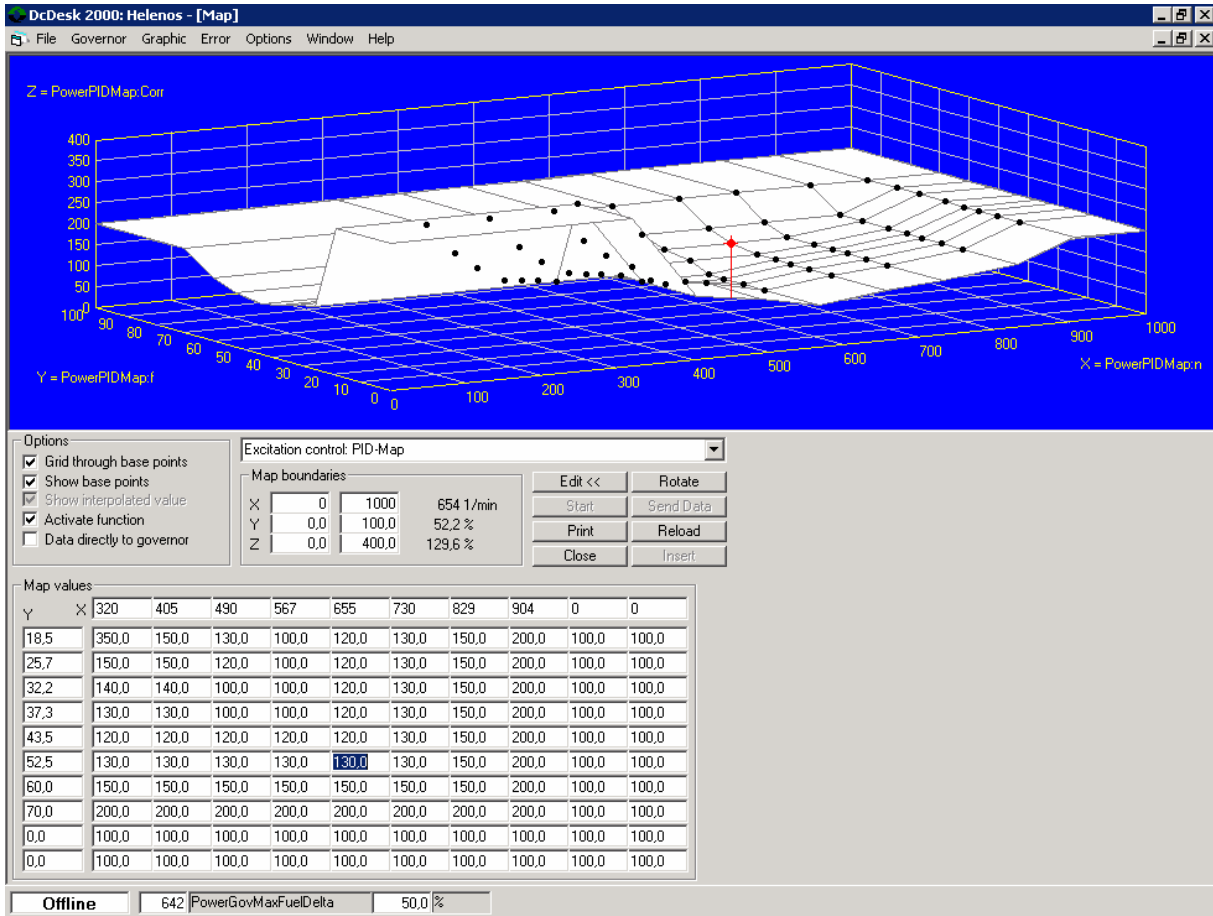 DcDesk 2000: Helenos - [Map]
File Governor Graphic Error Options Window Help
Z = PowerPIDMap:Corr
400
350
300
250
200
150
100
50
0
100 90 80 70 60 50 40 30 20 10 0
0 100 200 300 400 500 600 700 800 900 1000
Y = PowerPIDMap:f
X = PowerPIDMap:n
Options
Grid through base points
Show base points
Show interpolated value
Activate function
Data directly to governor
Excitation control: PID-Map
Map boundaries
X 0 1000 654 1/min
Y 0,0 100,0 52,2 %
Z 0,0 400,0 129,6 %
Edit << Rotate
Start Send Data
Print Reload
Close Insert
Map values
Y X 320 405 490 567 655 730 829 904 0 0
18,5 350,0 150,0 130,0 100,0 120,0 130,0 150,0 200,0 100,0 100,0
25,7 150,0 150,0 120,0 100,0 120,0 130,0 150,0 200,0 100,0 100,0
32,2 140,0 140,0 100,0 100,0 120,0 130,0 150,0 200,0 100,0 100,0
37,3 130,0 130,0 100,0 100,0 120,0 130,0 150,0 200,0 100,0 100,0
43,5 120,0 120,0 120,0 120,0 120,0 130,0 150,0 200,0 100,0 100,0
52,5 130,0 130,0 130,0 130,0 130,0 130,0 150,0 200,0 100,0 100,0
60,0 150,0 150,0 150,0 150,0 150,0 150,0 150,0 200,0 100,0 100,0
70,0 200,0 200,0 200,0 200,0 200,0 200,0 200,0 200,0 100,0 100,0
0,0 100,0 100,0 100,0 100,0 100,0 100,0 100,0 100,0 100,0 100,0
0,0 100,0 100,0 100,0 100,0 100,0 100,0 100,0 100,0 100,0 100,0
Offline 642 PowerGovMaxFuelDelta 50,0 %